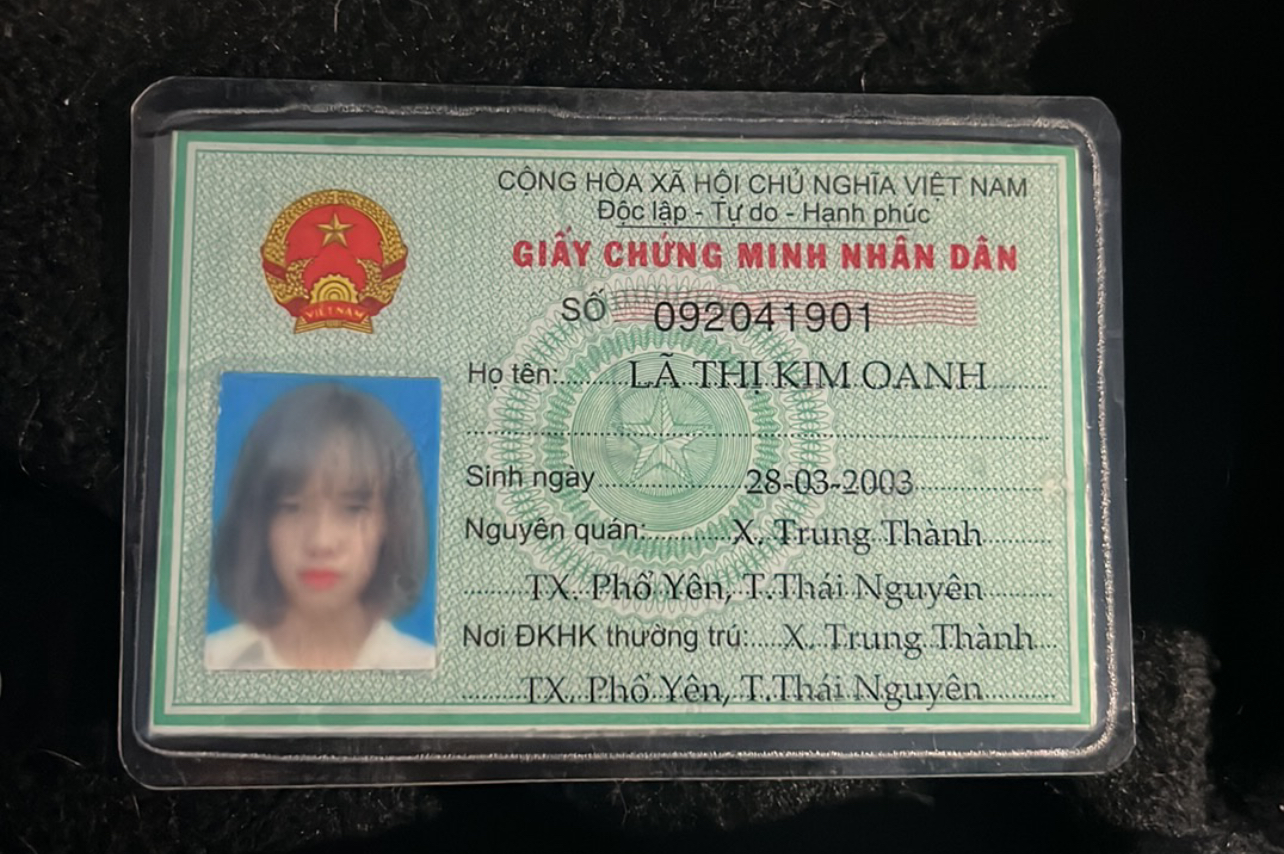 CỘNG HÒA XÃ HỘI CHỦ NGHĨA VIỆT NAM
Độc lập - Tự do - Hạnh phúc
GIẤY CHỨNG MINH NHÂN DÂN
SỐ 092041901
VIỆT NAM
Họ tên: LÃ THỊ KIM OANH
Sinh ngày 28-03-2003
Nguyên quán: X. Trung Thành
TX. Phổ Yên, T.Thái Nguyên
Nơi ĐKHK thường trú: X. Trung Thành
TX. Phổ Yên, T.Thái Nguyên